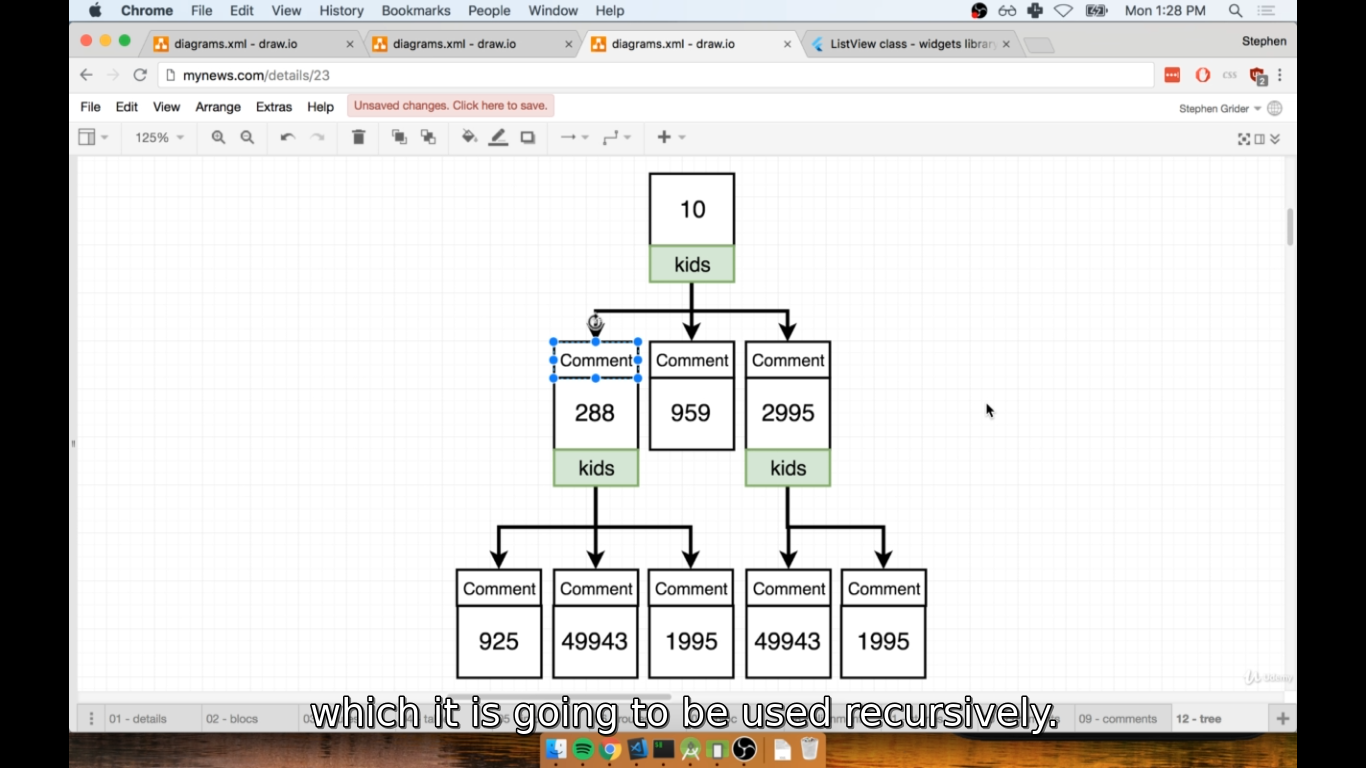 Chrome File Edit View History Bookmarks People Window Help Mon 1:28 PM
diagrams.xml - draw.io diagrams.xml - draw.io diagrams.xml - draw.io ListView class - widgets library Stephen
mynews.com/details/23 CSS 2
File Edit View Arrange Extras Help Unsaved changes. Click here to save. Stephen Grider
125%
10
kids
Comment Comment Comment
288 959 2995
kids kids
Comment Comment Comment Comment Comment
925 49943 1995 49943 1995
Udemy
which it is going to be used recursively.
01 - details 02 - blocs 09 - comments 12 - tree